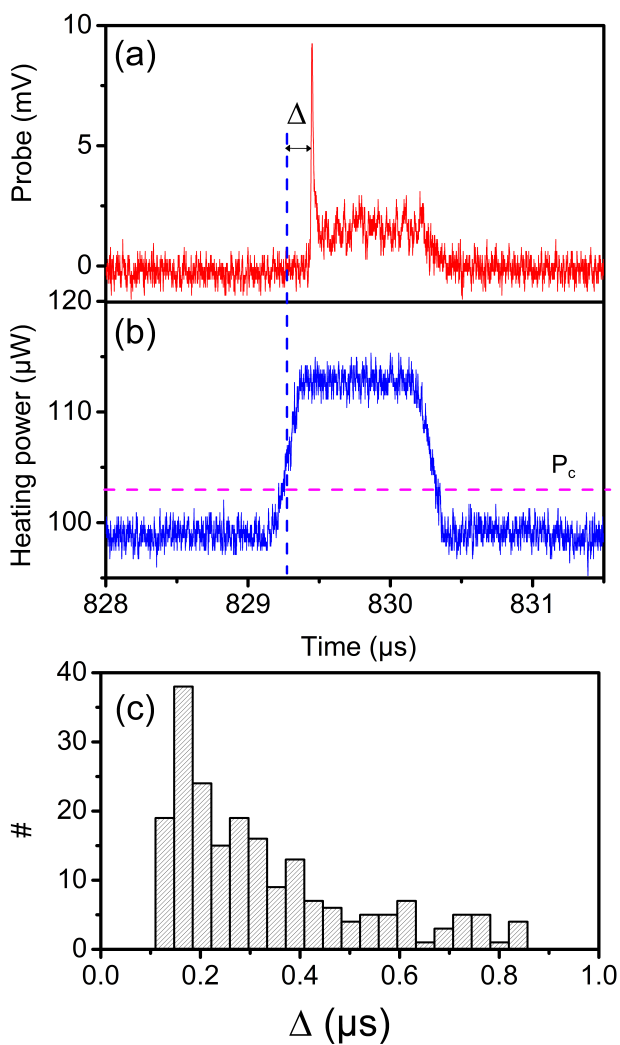 10
(a)
Δ
5
Probe (mV)
0
120
(b)
110
Heating power (µW)
P_c
100
828 829 830 831
Time (µs)
40
(c)
30
20
#
10
0
0.0 0.2 0.4 0.6 0.8 1.0
Δ (µs)